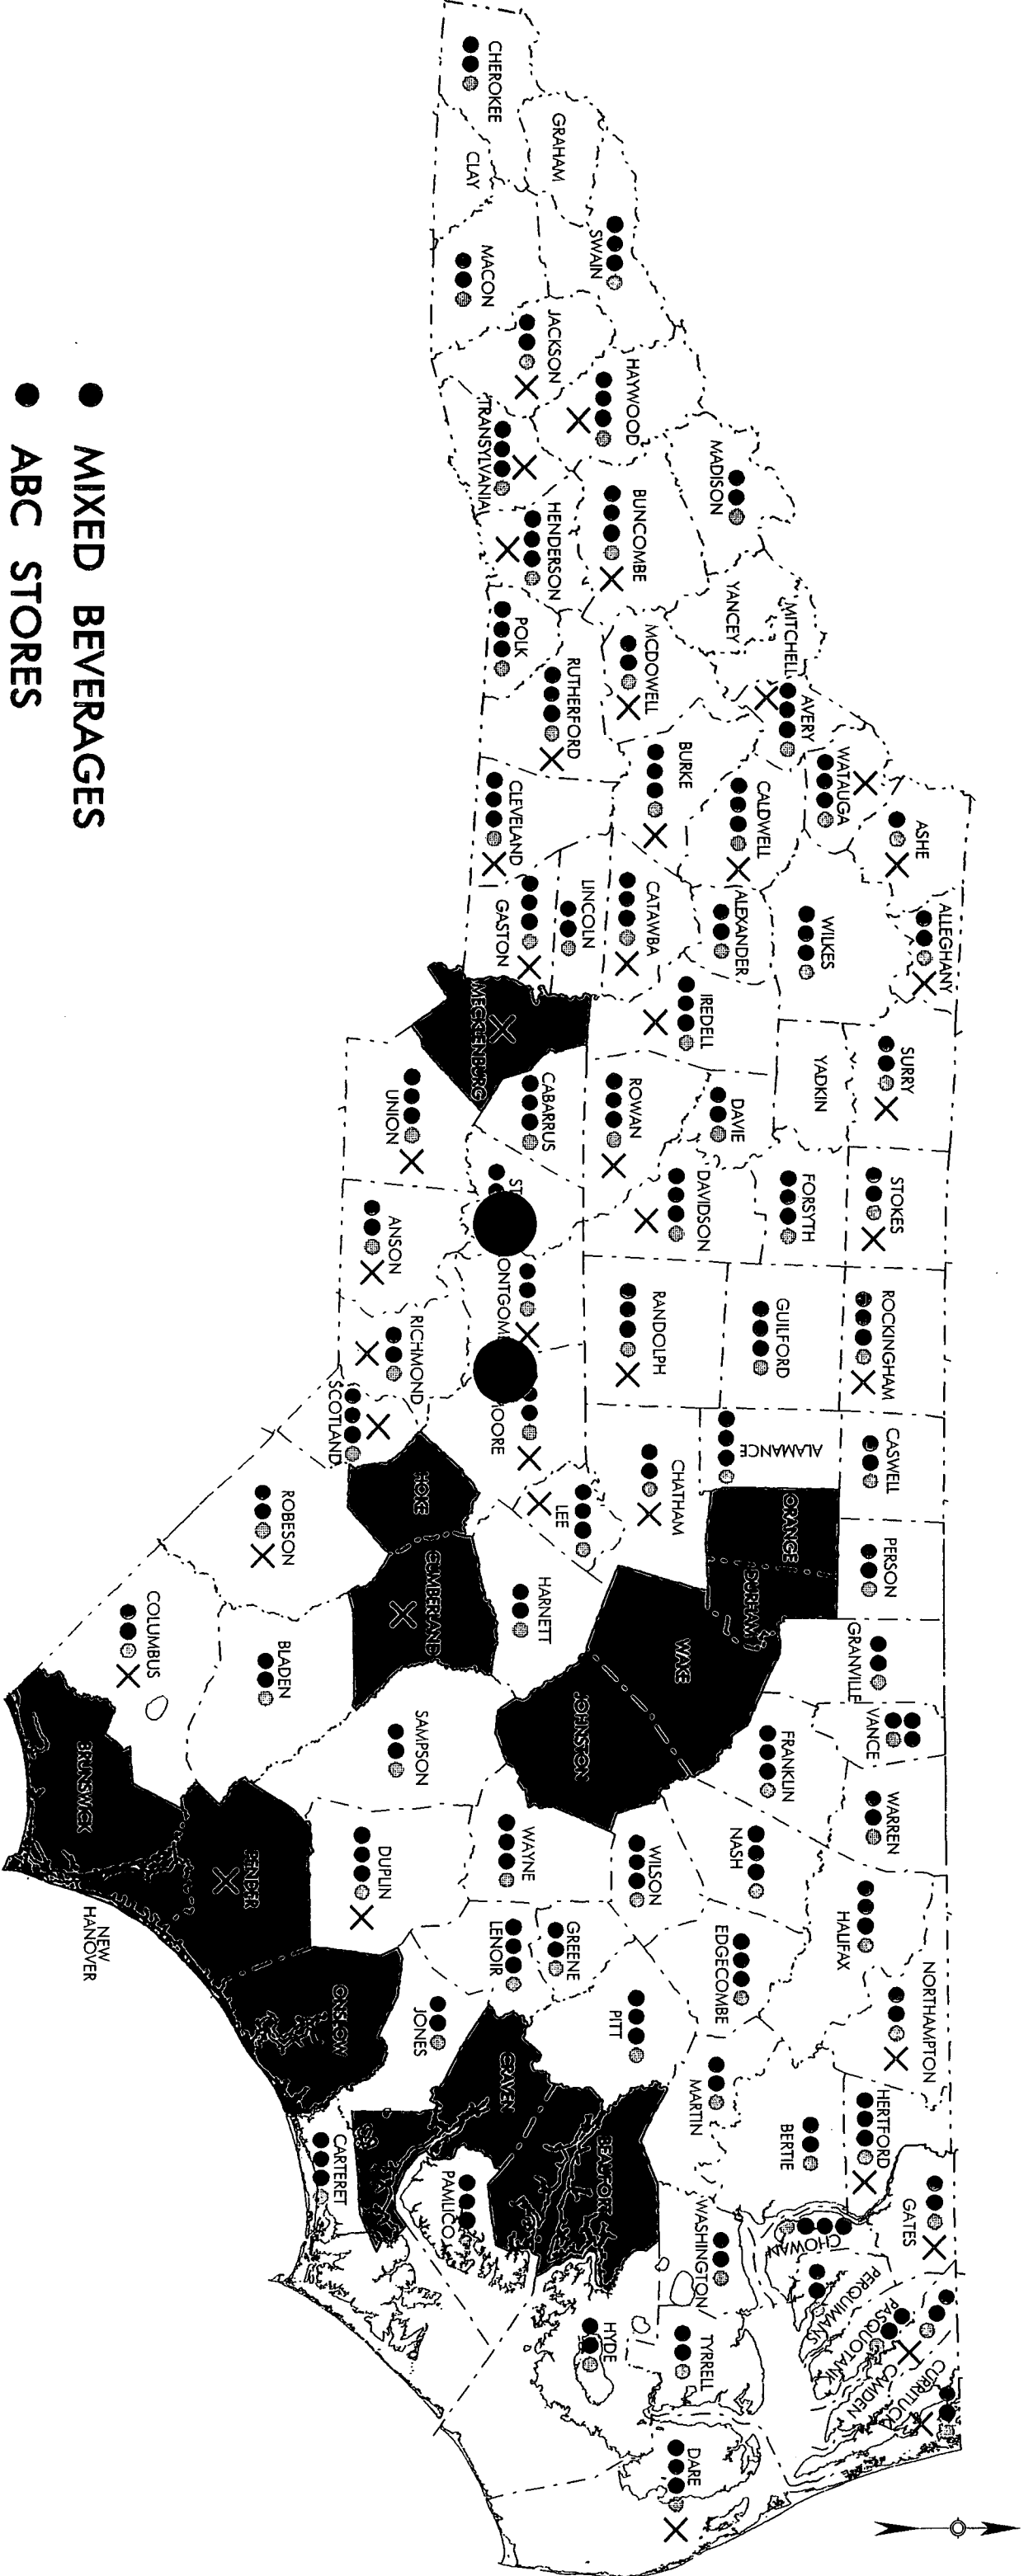 CHEROKEE
GRAHAM
CLAY
SWAIN
MACON
JACKSON
HAYWOOD
TRANSYLVANIA
MADISON
BUNCOMBE
HENDERSON
POLK
YANCEY
MITCHELL
AVERY
MCDOWELL
RUTHERFORD
WATAUGA
ASHE
ALLEGHANY
BURKE
CALDWELL
WILKES
CLEVELAND
LINCOLN
CATAWBA
ALEXANDER
GASTON
MECKLENBURG
IREDELL
SURRY
YADKIN
DAVIE
ROWAN
CABARRUS
UNION
STOKES
FORSYTH
DAVIDSON
ST
ANSON
ROCKINGHAM
GUILFORD
RANDOLPH
ONTGOM
RICHMOND
SCOTLAND
OORE
CASWELL
ALAMANCE
CHATHAM
LEE
HOKE
ROBESON
PERSON
ORANGE
DURHAM
HARNETT
CUMBERLAND
COLUMBUS
BLADEN
GRANVILLE
WAKE
JOHNSTON
SAMPSON
BRUNSWICK
VANCE
WARREN
FRANKLIN
NASH
WILSON
WAYNE
DUPLIN
PENDER
NEW
HANOVER
HALIFAX
NORTHAMPTON
EDGECOMBE
GREENE
LENOIR
PITT
JONES
ONSLOW
CRAVEN
HERTFORD
BERTIE
MARTIN
BEAUFORT
PAMLICO
CARTERET
GATES
CHOWAN
PERQUIMANS
PASQUOTANK
CAMDEN
CURRITUCK
WASHINGTON
TYRRELL
HYDE
DARE
MIXED BEVERAGES
ABC STORES